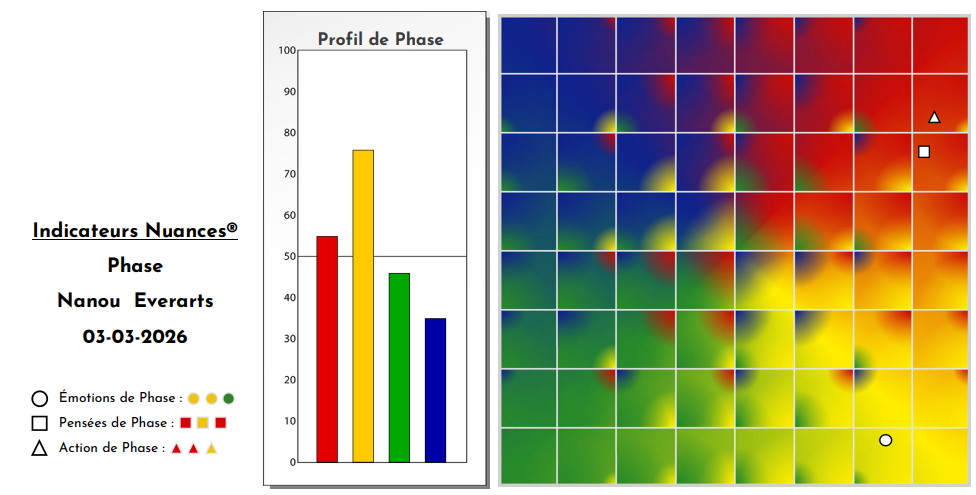 Indicateurs Nuances®
Phase
Nanou Everarts
03-03-2026
Émotions de Phase :
Pensées de Phase :
Action de Phase :
Profil de Phase
100
90
80
70
60
50
40
30
20
10
0